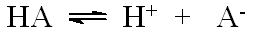 HA ⇌ H⁺ + A⁻